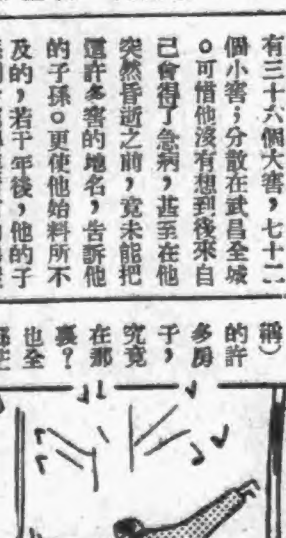 有三十六個大窖，七十二
個小窖；分散在武昌全城
。可惜他沒有想到後來自
己會得了急病，甚至在他
突然昏逝之前，竟未能把
還許多窖的地名，告訴他
的子孫。更使他始料所不
及的，若干年後，他的子
稱）
的許
多房
子，
究竟
在那
裏？
也全